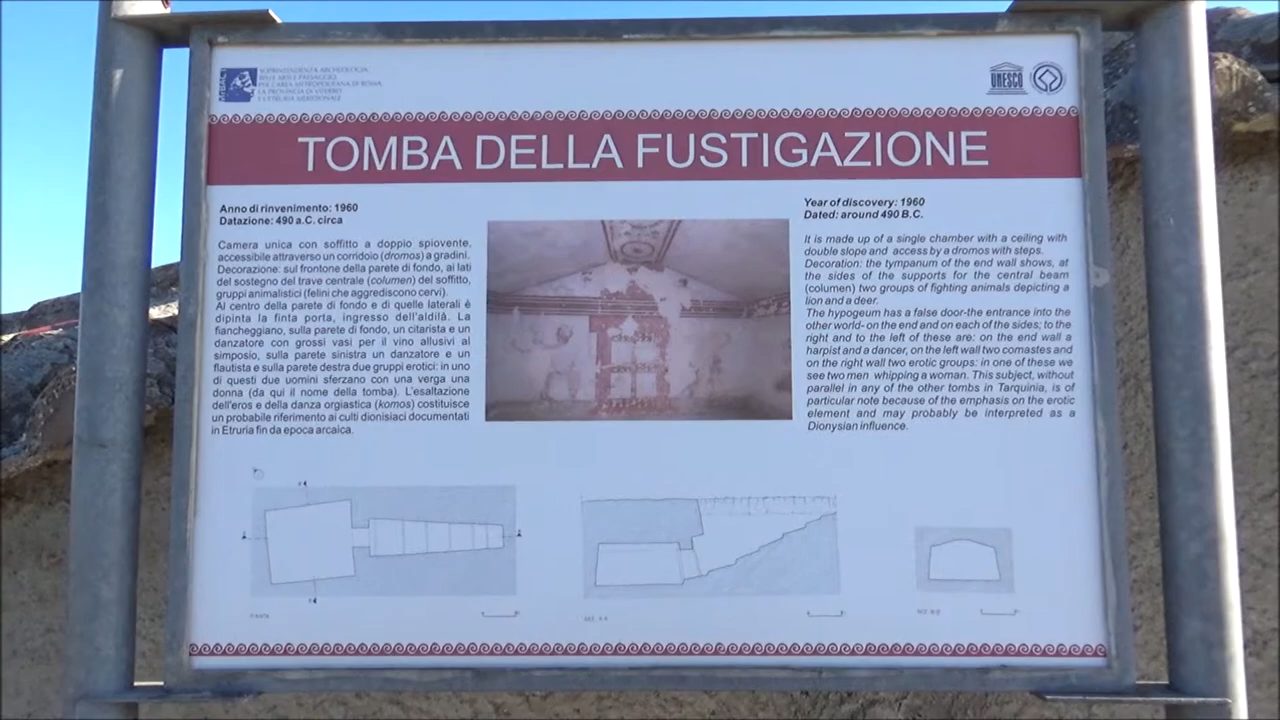 SOPRINTENDENZA ARCHEOLOGIA,
BELLE ARTI E PAESAGGIO
PER L'AREA METROPOLITANA DI ROMA,
LA PROVINCIA DI VITERBO
E L'ETRURIA MERIDIONALE
UNESCO
TOMBA DELLA FUSTIGAZIONE
Anno di rinvenimento: 1960
Datazione: 490 a.C. circa
Camera unica con soffitto a doppio spiovente,
accessibile attraverso un corridoio (dromos) a gradini.
Decorazione: sul frontone della parete di fondo, ai lati
del sostegno del trave centrale (columen) del soffitto,
gruppi animalistici (felini che aggrediscono cervi).
Al centro della parete di fondo e di quelle laterali è
dipinta la finta porta, ingresso dell'aldilà. La
fiancheggiano, sulla parete di fondo, un citarista e un
danzatore con grossi vasi per il vino allusivi al
simposio, sulla parete sinistra un danzatore e un
flautista e sulla parete destra due gruppi erotici: in uno
di questi due uomini sferzano con una verga una
donna (da qui il nome della tomba). L'esaltazione
dell'eros e della danza orgiastica (komos) costituisce
un probabile riferimento ai culti dionisiaci documentati
in Etruria fin da epoca arcaica.
Year of discovery: 1960
Dated: around 490 B.C.
It is made up of a single chamber with a ceiling with
double slope and access by a dromos with steps.
Decoration: the tympanum of the end wall shows, at
the sides of the supports for the central beam
(columen) two groups of fighting animals depicting a
lion and a deer.
The hypogeum has a false door-the entrance into the
other world- on the end and on each of the sides; to the
right and to the left of these are: on the end wall a
harpist and a dancer, on the left wall two comastes and
on the right wall two erotic groups: in one of these we
see two men whipping a woman. This subject, without
parallel in any of the other tombs in Tarquinia, is of
particular note because of the emphasis on the erotic
element and may probably be interpreted as a
Dionysian influence.
PIANTA
SEZ. A-A
SEZ. B-B